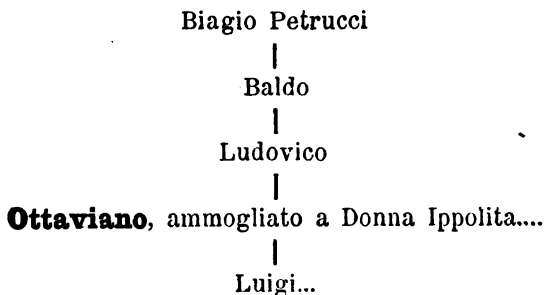 Biagio Petrucci
Baldo
Ludovico
Ottaviano, ammogliato a Donna Ippolita....
Luigi...